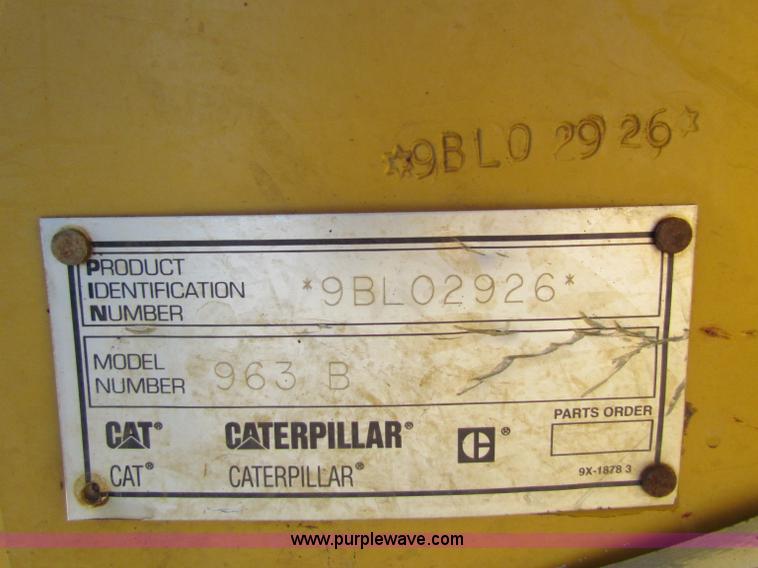 *9BL02926*
PRODUCT
IDENTIFICATION
NUMBER
*9BL02926*
MODEL
NUMBER
963 B
CAT® CATERPILLAR® C®
PARTS ORDER
CAT® CATERPILLAR®
9X-1878 3
www.purplewave.com